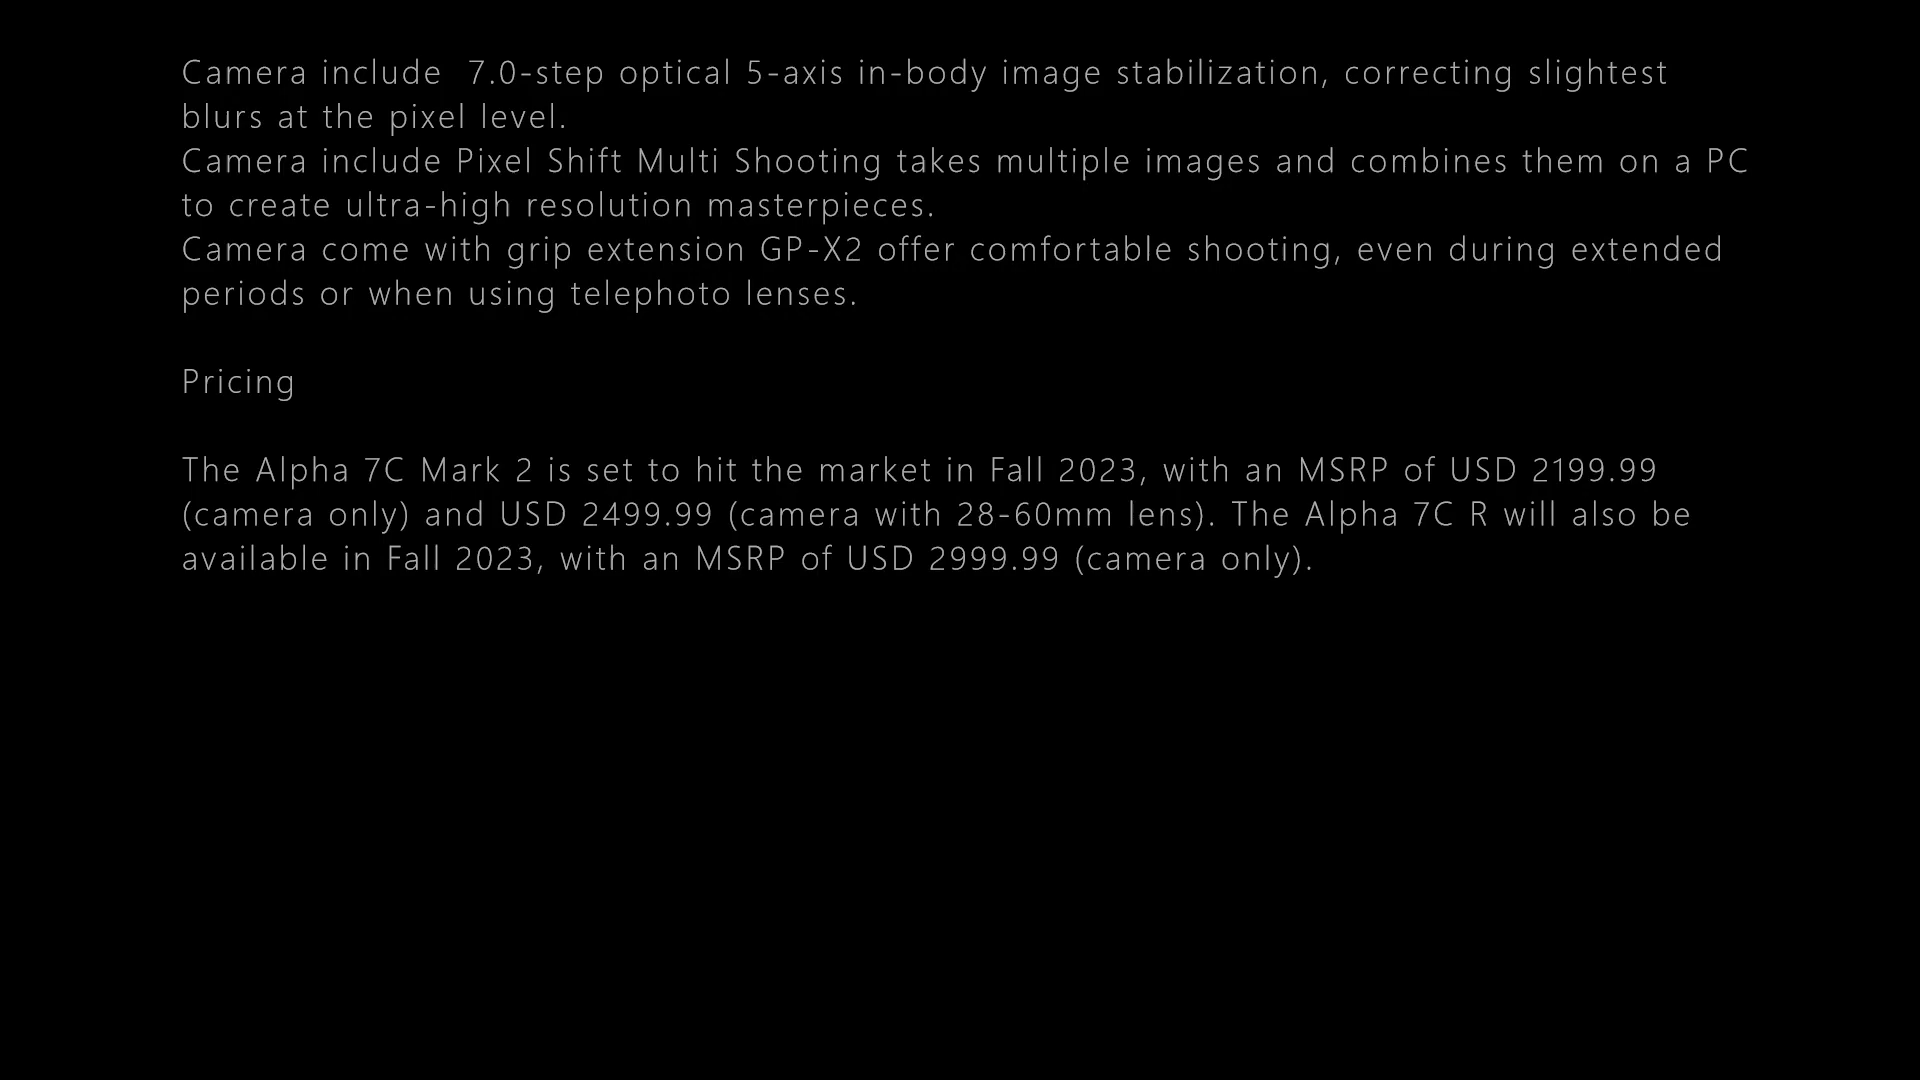 Camera include  7.0-step optical 5-axis in-body image stabilization, correcting slightest
blurs at the pixel level.
Camera include Pixel Shift Multi Shooting takes multiple images and combines them on a PC
to create ultra-high resolution masterpieces.
Camera come with grip extension GP-X2 offer comfortable shooting, even during extended
periods or when using telephoto lenses.
Pricing
The Alpha 7C Mark 2 is set to hit the market in Fall 2023, with an MSRP of USD 2199.99
(camera only) and USD 2499.99 (camera with 28-60mm lens). The Alpha 7C R will also be
available in Fall 2023, with an MSRP of USD 2999.99 (camera only).